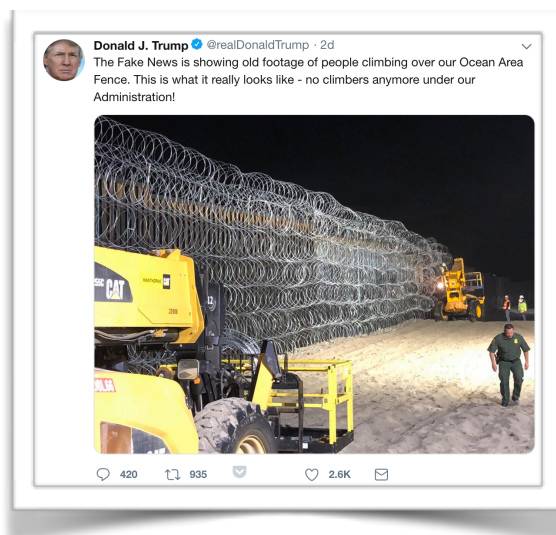 Donald J. Trump @realDonaldTrump · 2d
The Fake News is showing old footage of people climbing over our Ocean Area
Fence. This is what it really looks like - no climbers anymore under our
Administration!
CAT
12
420 935 2.6K